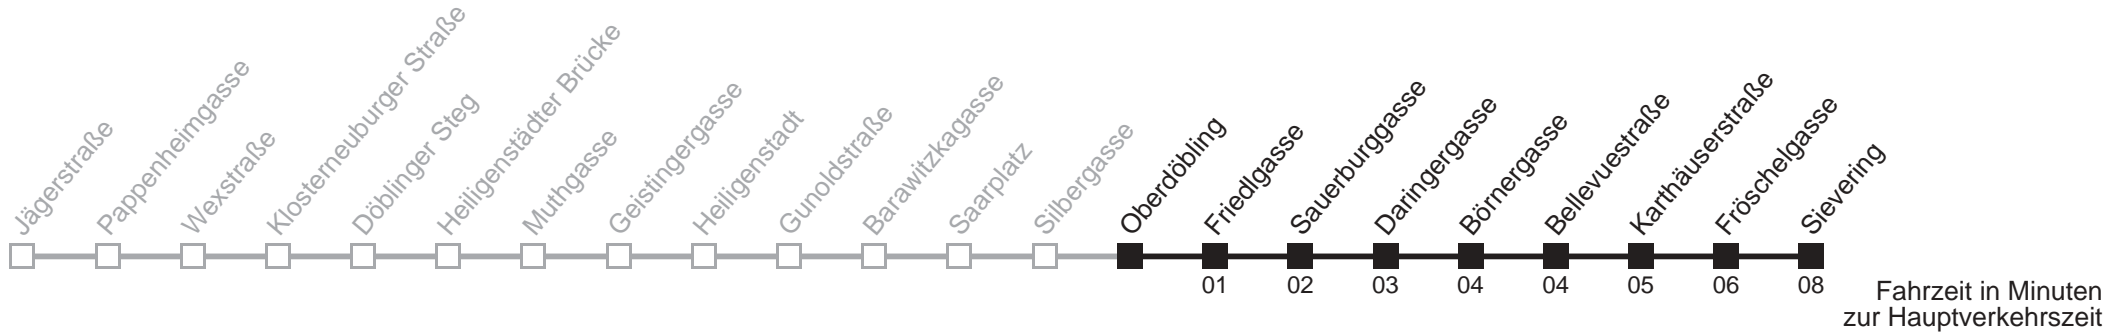 Jägerstraße
Pappenheimgasse
Wexstraße
Klosterneuburger Straße
Döblinger Steg
Heiligenstädter Brücke
Muthgasse
Geistingergasse
Heiligenstadt
Gunoldstraße
Barawitzkagasse
Saarplatz
Silbergasse
Oberdöbling
Friedlgasse
Sauerburggasse
Daringergasse
Börnergasse
Bellevuestraße
Karthäuserstraße
Fröschelgasse
Sievering
01 02 03 04 04 05 06 08
Fahrzeit in Minuten
zur Hauptverkehrszeit